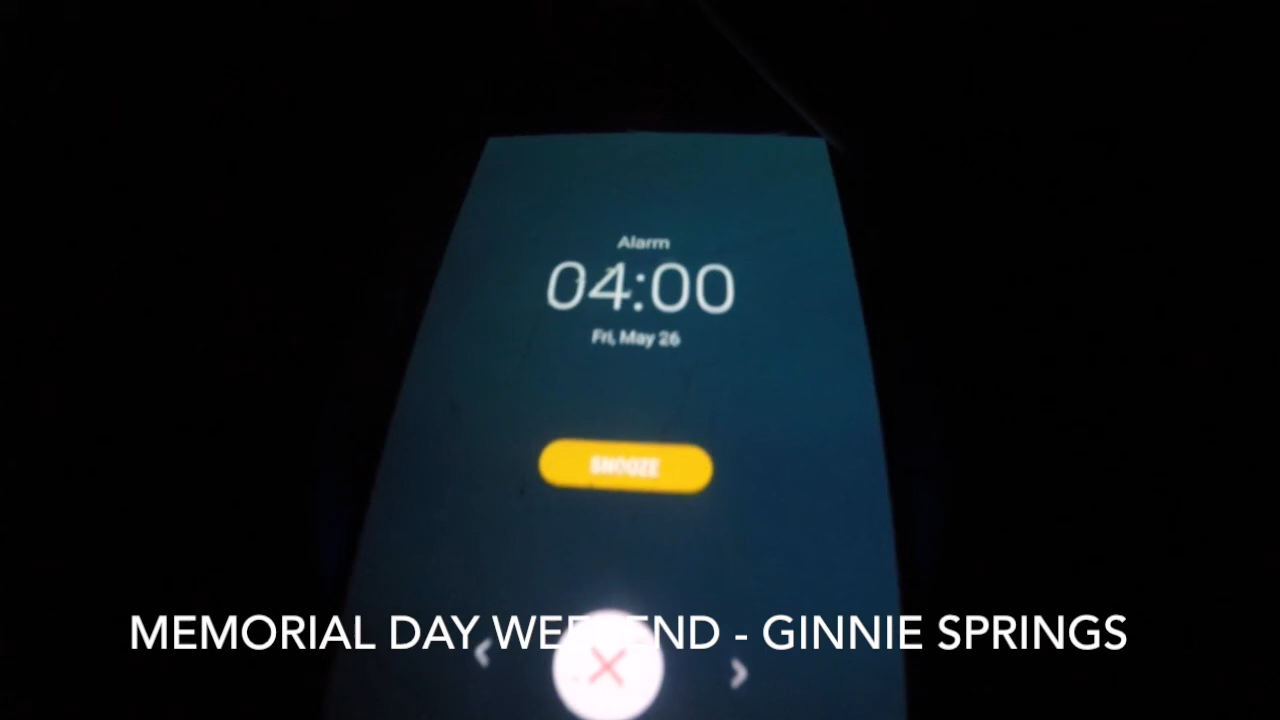 Alarm
04:00
Fri, May 26
SNOOZE
MEMORIAL DAY WEEKEND - GINNIE SPRINGS